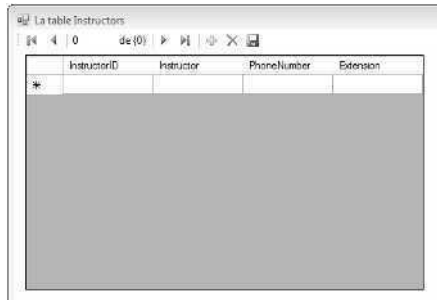 La table Instructors
0 de {0}
InstructorID Instructor PhoneNumber Extension